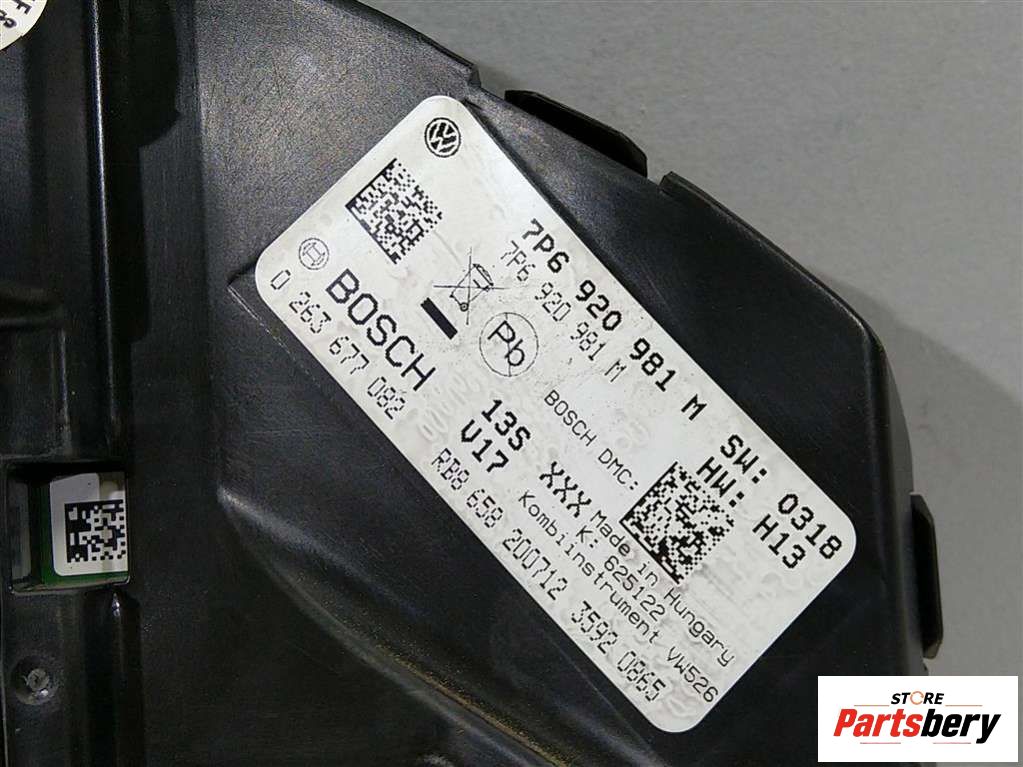 7P6 920 981 M SW: 0318
7P6 920 981 M HW: H13
Pb
BOSCH DMC:
BOSCH
0 263 677 082
13S XXX
V17
Made in Hungary
K: 625122
Kombiinstrument VW526
RB8 658 200712 3592 0865
STORE
Partsbery